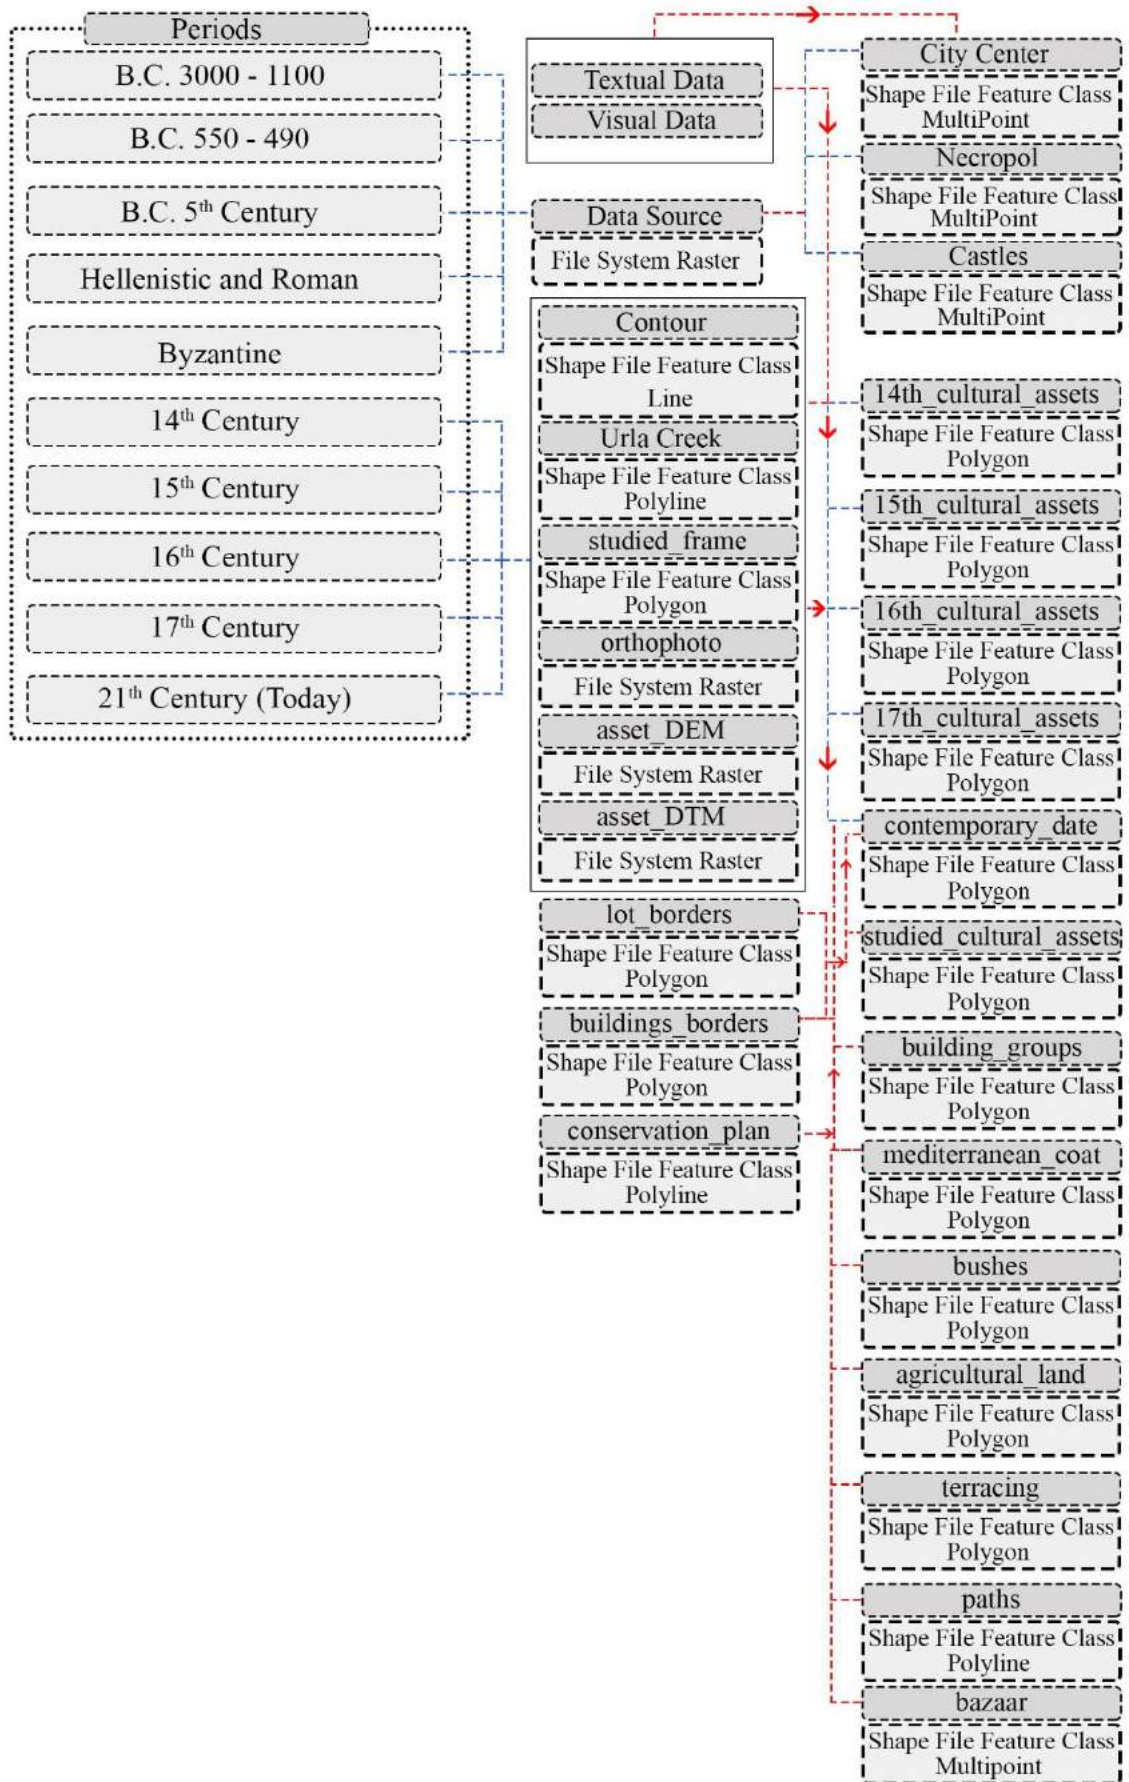 Periods
B.C. 3000 - 1100
B.C. 550 - 490
B.C. 5th Century
Hellenistic and Roman
Byzantine
14th Century
15th Century
16th Century
17th Century
21th Century (Today)
Textual Data
Visual Data
Data Source
File System Raster
Contour
Shape File Feature Class
Line
Urla Creek
Shape File Feature Class
Polyline
studied_frame
Shape File Feature Class
Polygon
orthophoto
File System Raster
asset_DEM
File System Raster
asset_DTM
File System Raster
lot_borders
Shape File Feature Class
Polygon
buildings_borders
Shape File Feature Class
Polygon
conservation_plan
Shape File Feature Class
Polyline
City Center
Shape File Feature Class
MultiPoint
Necropol
Shape File Feature Class
MultiPoint
Castles
Shape File Feature Class
MultiPoint
14th_cultural_assets
Shape File Feature Class
Polygon
15th_cultural_assets
Shape File Feature Class
Polygon
16th_cultural_assets
Shape File Feature Class
Polygon
17th_cultural_assets
Shape File Feature Class
Polygon
contemporary_date
Shape File Feature Class
Polygon
studied_cultural_assets
Shape File Feature Class
Polygon
building_groups
Shape File Feature Class
Polygon
mediterranean_coat
Shape File Feature Class
Polygon
bushes
Shape File Feature Class
Polygon
agricultural_land
Shape File Feature Class
Polygon
terracing
Shape File Feature Class
Polygon
paths
Shape File Feature Class
Polyline
bazaar
Shape File Feature Class
Multipoint